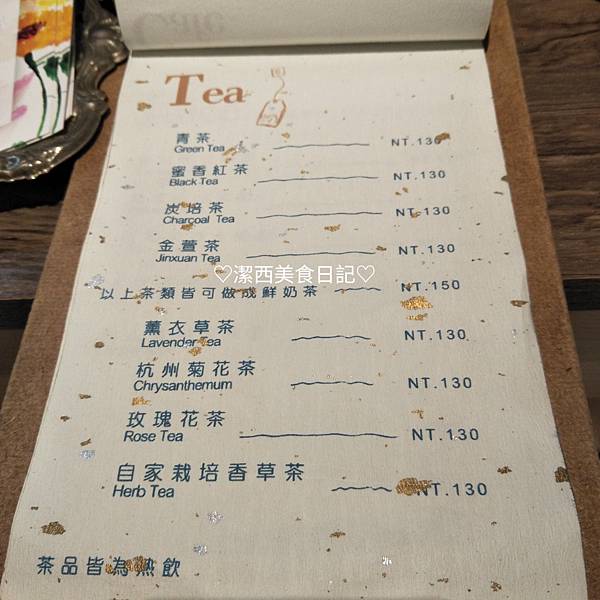 Cafe
Tea
青茶 NT.130
Green Tea
蜜香紅茶 NT.130
Black Tea
炭培茶 NT.130
Charcoal Tea
金萱茶 NT.130
Jinxuan Tea
♡潔西美食日記♡
以上茶類皆可做成鮮奶茶 NT.150
薰衣草茶 NT.130
Lavender Tea
杭州菊花茶 NT.130
Chrysanthemum
玫瑰花茶 NT.130
Rose Tea
自家栽培香草茶 NT.130
Herb Tea
茶品皆為熱飲